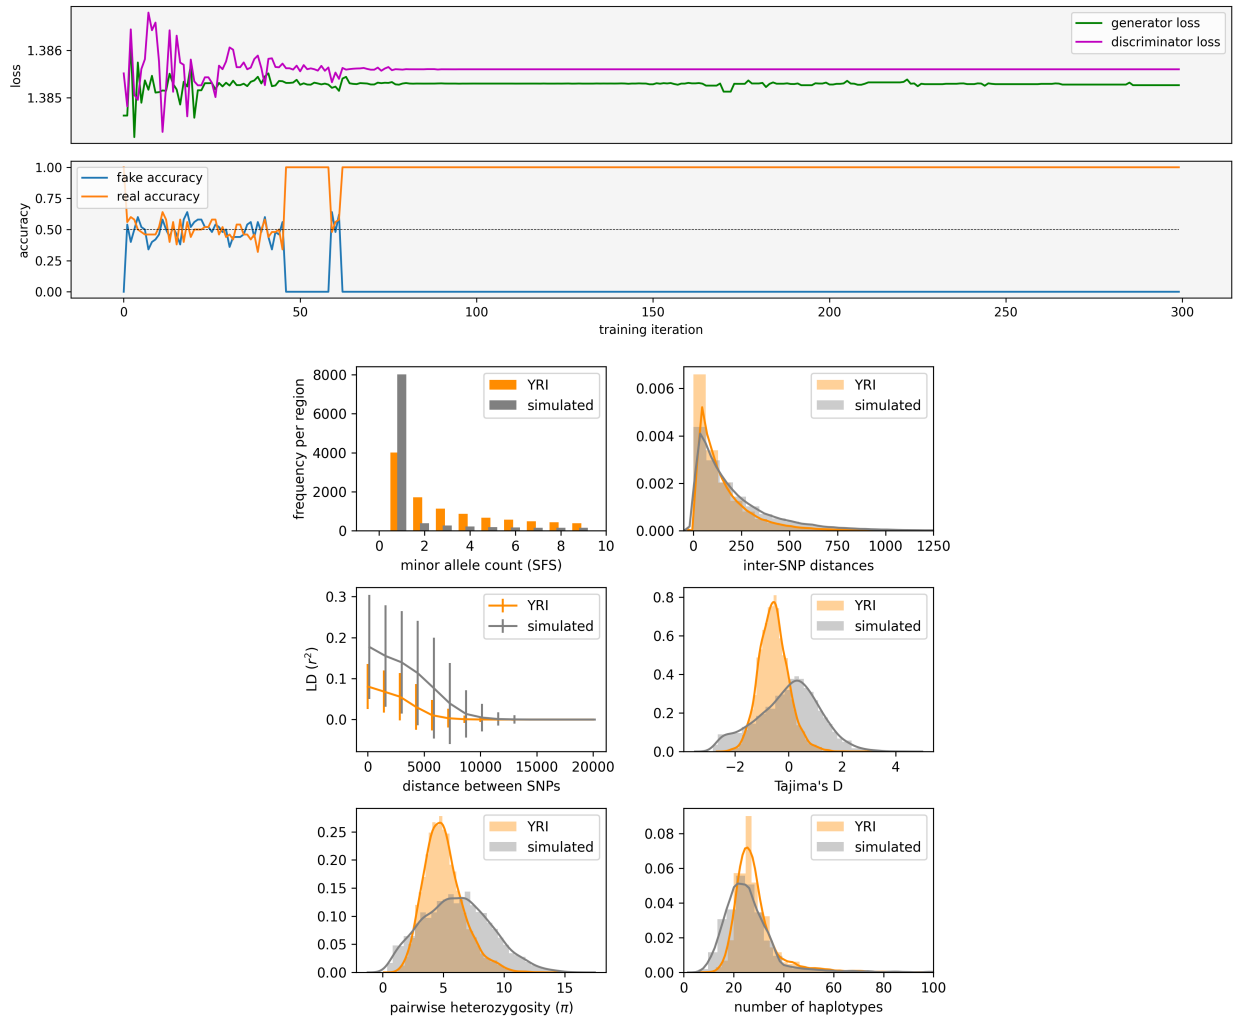 generator loss
discriminator loss
1.386
1.385
loss
fake accuracy
real accuracy
1.00
0.75
0.50
0.25
0.00
accuracy
0 50 100 150 200 250 300
training iteration
YRI
simulated
8000
6000
4000
2000
0
frequency per region
0 2 4 6 8 10
minor allele count (SFS)
YRI
simulated
0.006
0.004
0.002
0.000
0 250 500 750 1000 1250
inter-SNP distances
YRI
simulated
0.3
0.2
0.1
0.0
LD (r²)
0 5000 10000 15000 20000
distance between SNPs
YRI
simulated
0.8
0.6
0.4
0.2
0.0
−2 0 2 4
Tajima's D
YRI
simulated
0.25
0.20
0.15
0.10
0.05
0.00
0 5 10 15
pairwise heterozygosity (π)
YRI
simulated
0.08
0.06
0.04
0.02
0.00
0 20 40 60 80 100
number of haplotypes